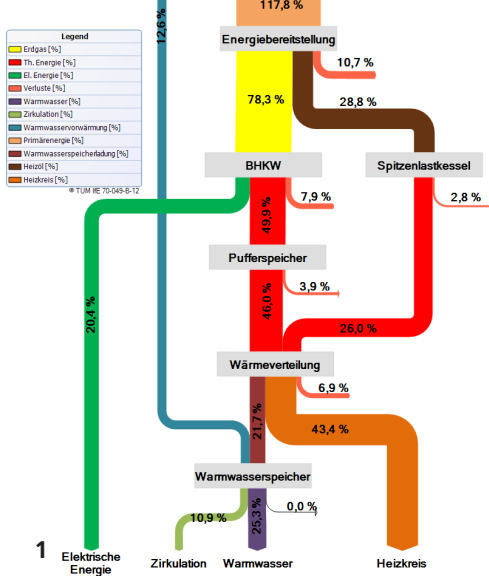 117,8 %
12,6 %
Energiebereitstellung
Legend
Erdgas [%]
Th. Energie [%]
El. Energie [%]
Verluste [%]
Warmwasser [%]
Zirkulation [%]
Warmwasservorwärmung [%]
Primärenergie [%]
Warmwasserspeicherladung [%]
Heizöl [%]
Heizkreis [%]
® TUM IfE 70-049-B-12
10,7 %
78,3 %
28,8 %
BHKW
Spitzenlastkessel
7,9 %
2,8 %
49,9 %
Pufferspeicher
3,9 %
46,0 %
20,4 %
26,0 %
Wärmeverteilung
6,9 %
21,7 %
43,4 %
Warmwasserspeicher
10,9 %
25,3 %
0,0 %
1
Elektrische
Energie
Zirkulation
Warmwasser
Heizkreis